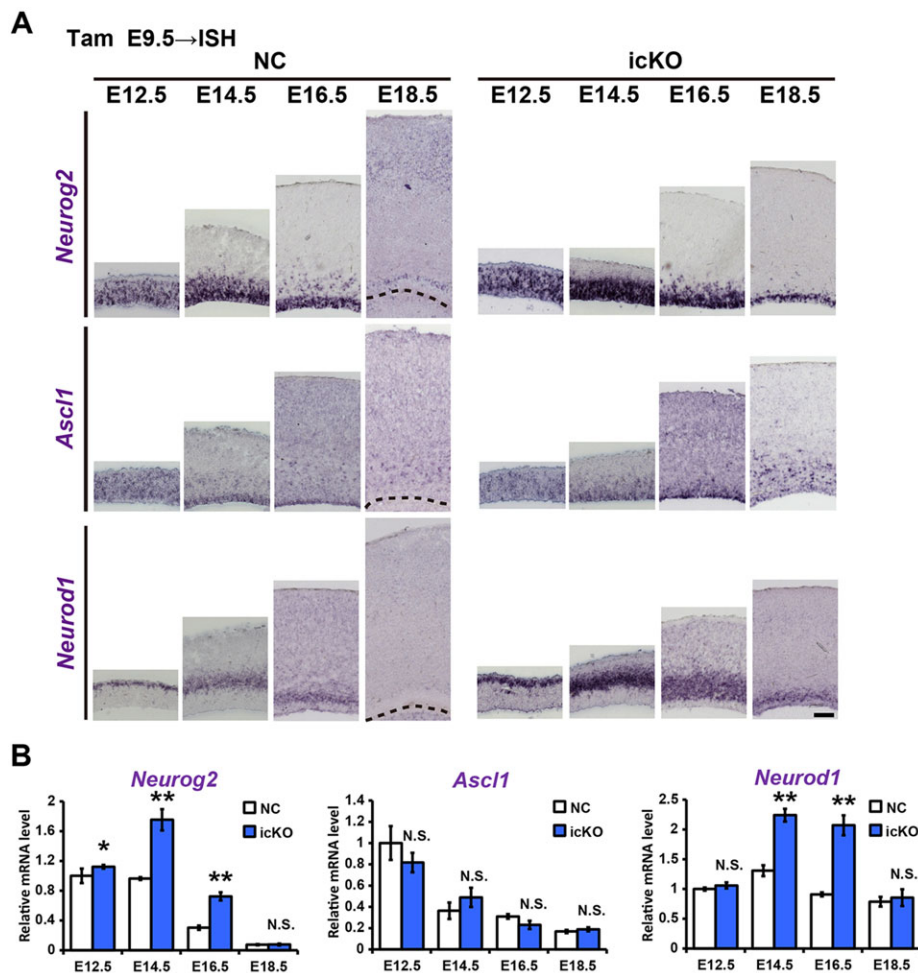 A
Tam E9.5→ISH
NC
icKO
E12.5 E14.5 E16.5 E18.5
E12.5 E14.5 E16.5 E18.5
Neurog2
Ascl1
Neurod1
B
Neurog2
Relative mRNA level
2
1.6
1.2
0.8
0.4
0
*
**
**
N.S.
NC
icKO
E12.5 E14.5 E16.5 E18.5
Ascl1
Relative mRNA level
1.4
1.2
1
0.8
0.6
0.4
0.2
0
N.S.
N.S.
N.S.
N.S.
NC
icKO
E12.5 E14.5 E16.5 E18.5
Neurod1
Relative mRNA level
2.5
2.0
1.5
1.0
0.5
0
N.S.
**
**
N.S.
NC
icKO
E12.5 E14.5 E16.5 E18.5